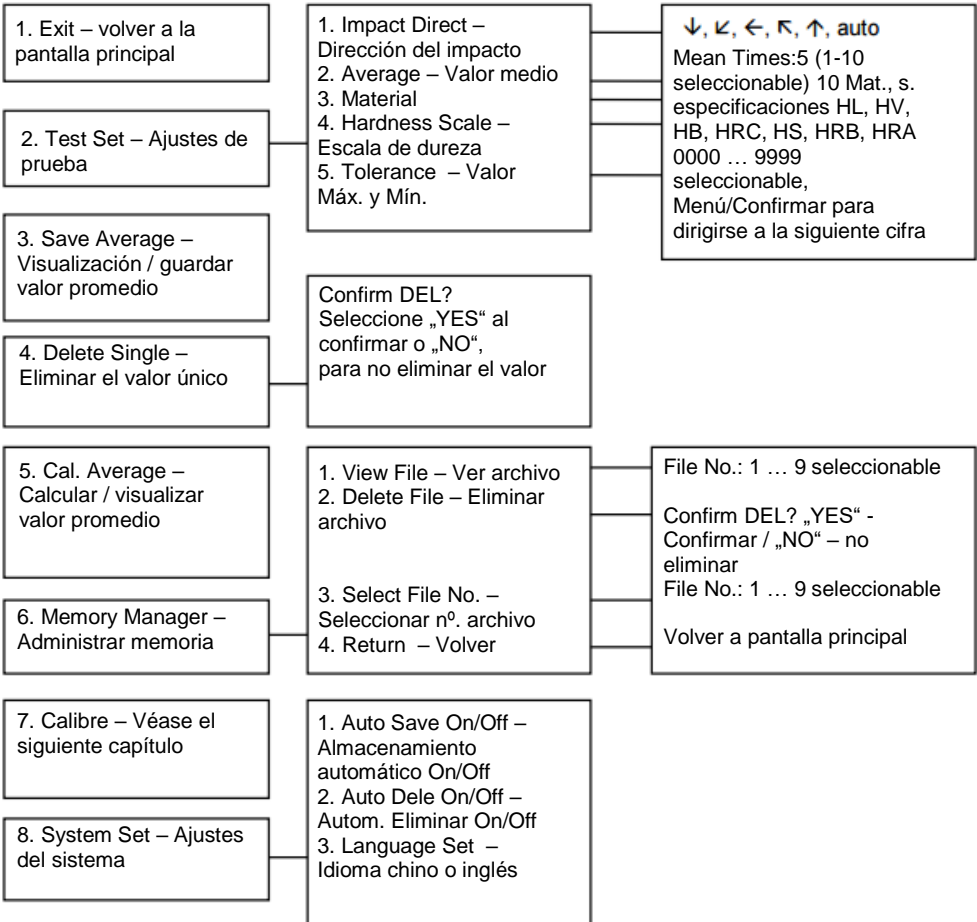 1. Exit – volver a la
pantalla principal
2. Test Set – Ajustes de
prueba
1. Impact Direct –
Dirección del impacto
2. Average – Valor medio
3. Material
4. Hardness Scale –
Escala de dureza
5. Tolerance – Valor
Máx. y Mín.
↓, ↙, ←, ↖, ↑, auto
Mean Times:5 (1-10
seleccionable) 10 Mat., s.
especificaciones HL, HV,
HB, HRC, HS, HRB, HRA
0000 … 9999
seleccionable,
Menú/Confirmar para
dirigirse a la siguiente cifra
3. Save Average –
Visualización / guardar
valor promedio
4. Delete Single –
Eliminar el valor único
Confirm DEL?
Seleccione „YES“ al
confirmar o „NO“,
para no eliminar el valor
5. Cal. Average –
Calcular / visualizar
valor promedio
6. Memory Manager –
Administrar memoria
1. View File – Ver archivo
2. Delete File – Eliminar
archivo
3. Select File No. –
Seleccionar nº. archivo
4. Return – Volver
File No.: 1 … 9 seleccionable
Confirm DEL? „YES“ -
Confirmar / „NO“ – no
eliminar
File No.: 1 … 9 seleccionable
Volver a pantalla principal
7. Calibre – Véase el
siguiente capítulo
8. System Set – Ajustes
del sistema
1. Auto Save On/Off –
Almacenamiento
automático On/Off
2. Auto Dele On/Off –
Autom. Eliminar On/Off
3. Language Set –
Idioma chino o inglés